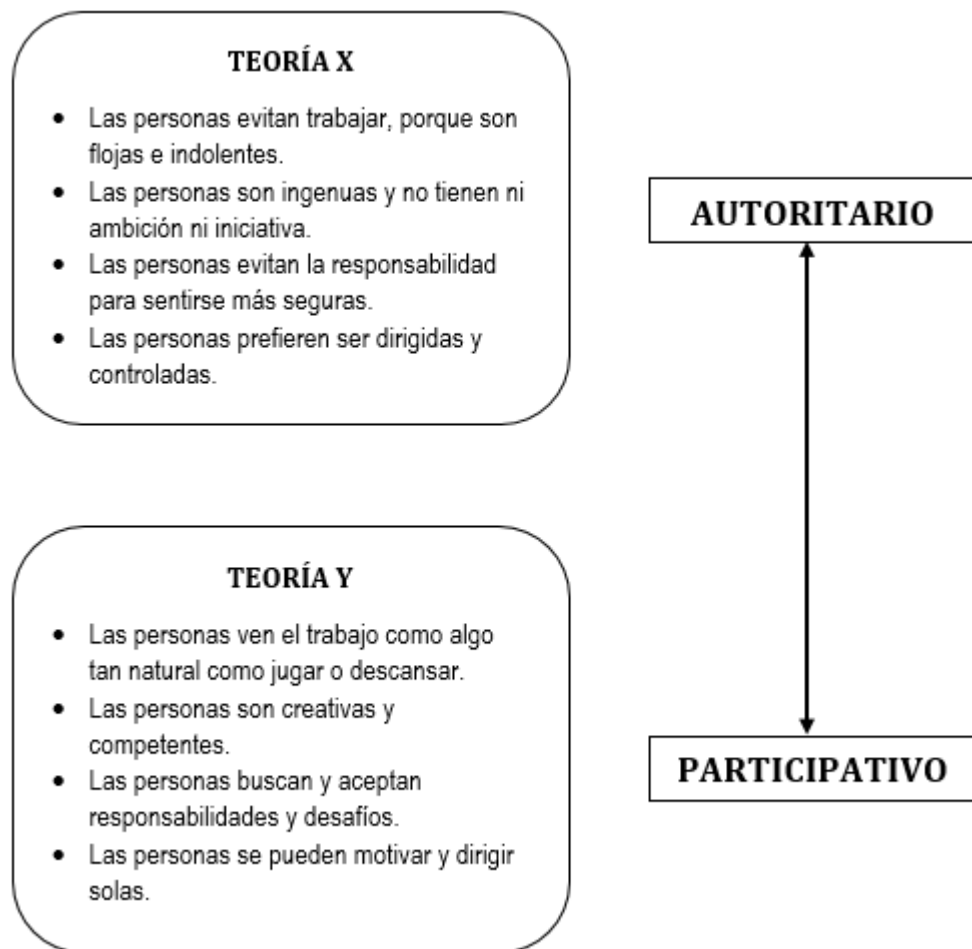 TEORÍA X
• Las personas evitan trabajar, porque son
flojas e indolentes.
• Las personas son ingenuas y no tienen ni
ambición ni iniciativa.
• Las personas evitan la responsabilidad
para sentirse más seguras.
• Las personas prefieren ser dirigidas y
controladas.
AUTORITARIO
TEORÍA Y
• Las personas ven el trabajo como algo
tan natural como jugar o descansar.
• Las personas son creativas y
competentes.
• Las personas buscan y aceptan
responsabilidades y desafíos.
• Las personas se pueden motivar y dirigir
solas.
PARTICIPATIVO